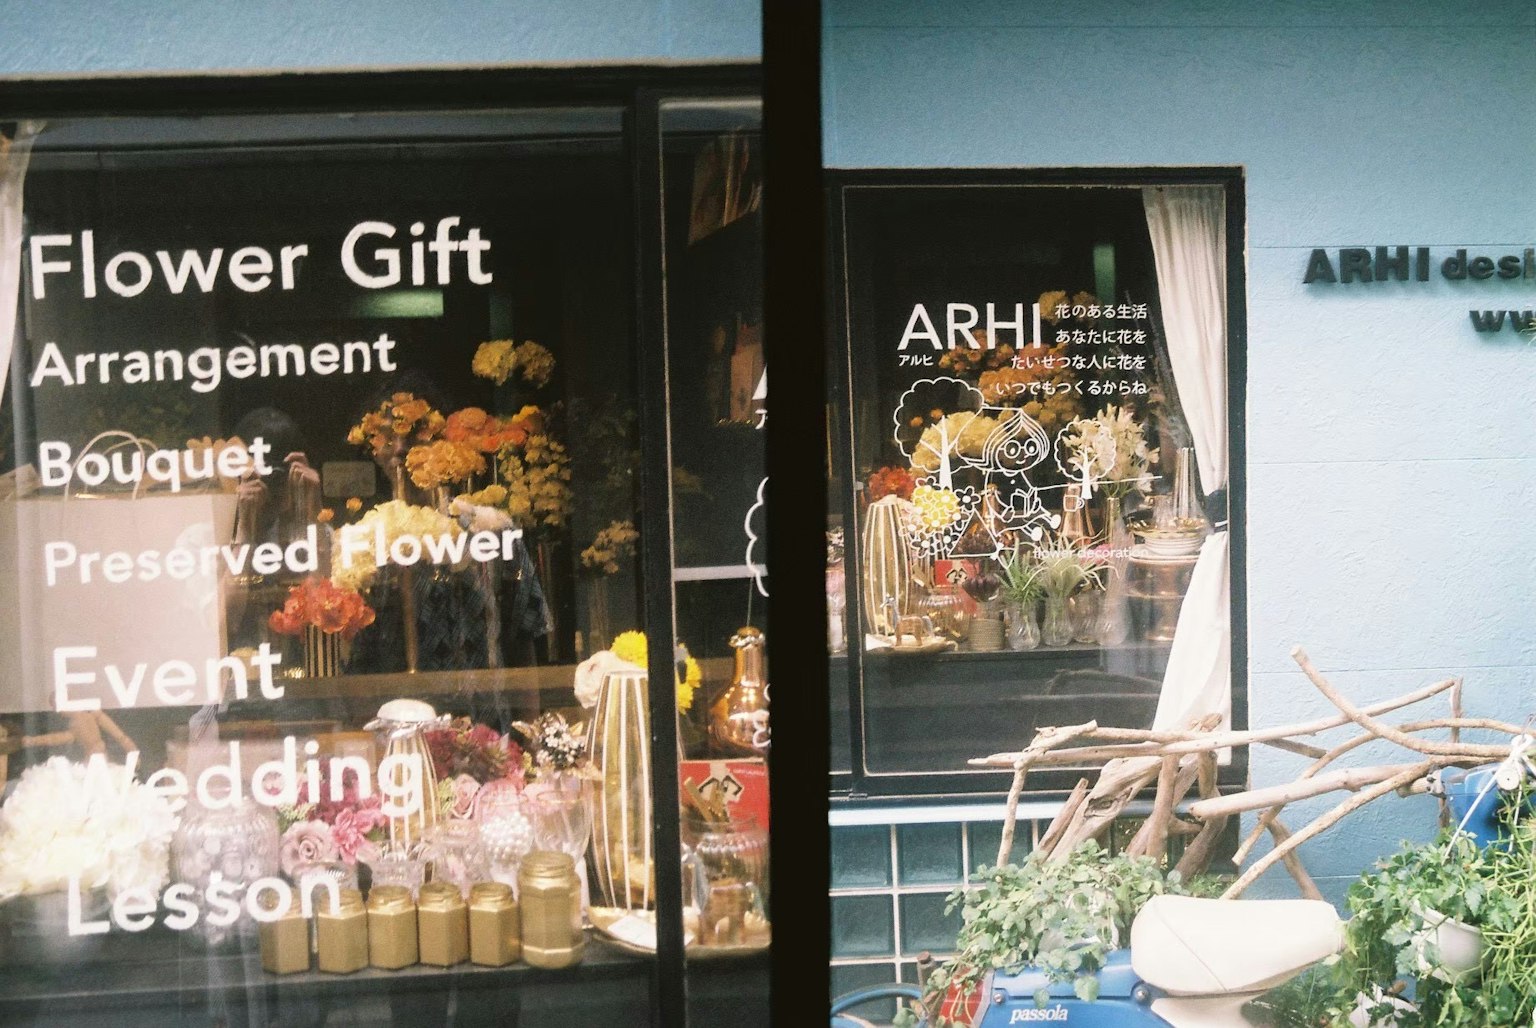 Flower Gift
Arrangement
Bouquet
Preserved Flower
Event
Wedding
Lesson
ARHI
アルヒ
花のある生活
あなたに花を
たいせつな人に花を
いつでもつくるからね
flower decoration
ARHI desi
ww
passola